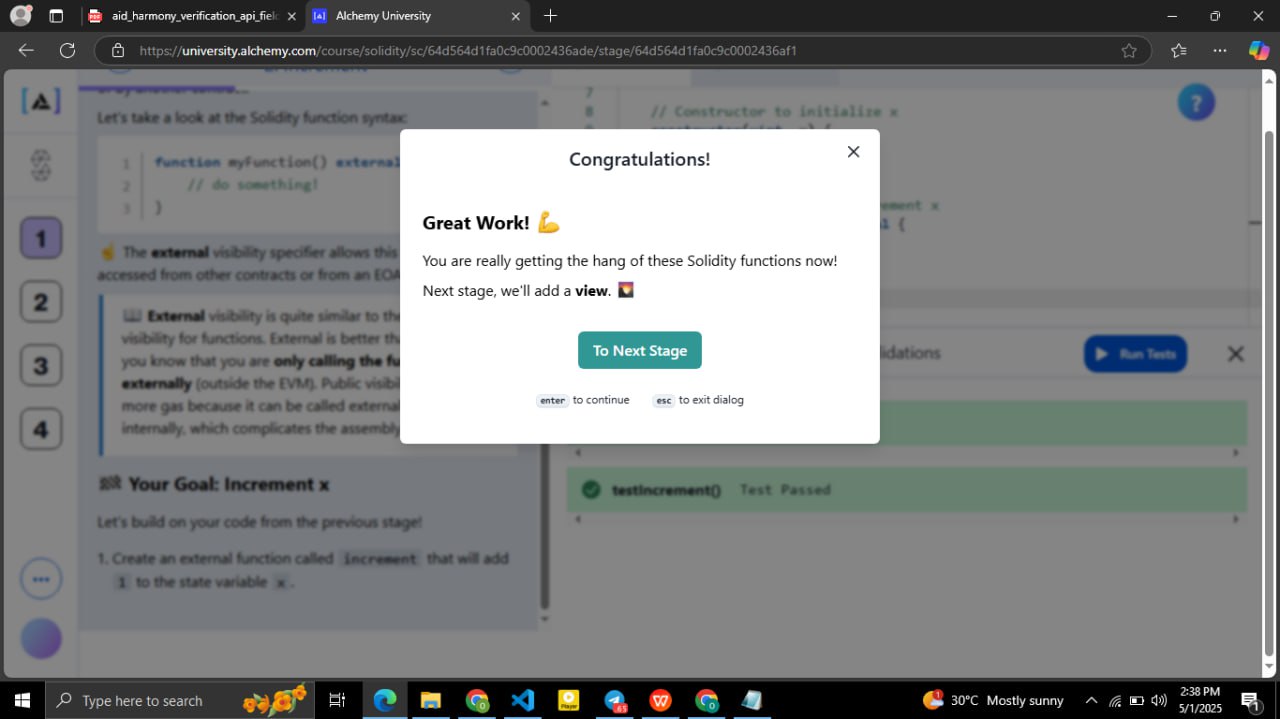 aid_harmony_verification_api_fiel
Alchemy University
https://university.alchemy.com/course/solidity/sc/64d564d1fa0c9c0002436ade/stage/64d564d1fa0c9c0002436af1
Let's take a look at the Solidity function syntax:
1 function myFunction() external
2 // do something!
3 }
☝️ The external visibility specifier allows this
accessed from other contracts or from an EOA
📖 External visibility is quite similar to the
visibility for functions. External is better
you know that you are only calling the
externally (outside the EVM). Public
more gas because it can be called
internally, which complicates the
Your Goal: Increment x
Let's build on your code from the previous stage!
1. Create an external function called increment that will add
1 to the state variable x.
1
2
3
4
7
8 // Constructor to initialize x
x
{
?
Run Tests
testIncrement() Test Passed
Congratulations!
Great Work! 💪
You are really getting the hang of these Solidity functions now!
Next stage, we'll add a view. 🌄
To Next Stage
enter to continue esc to exit dialog
Type here to search
Player
30°C Mostly sunny
2:38 PM
5/1/2025